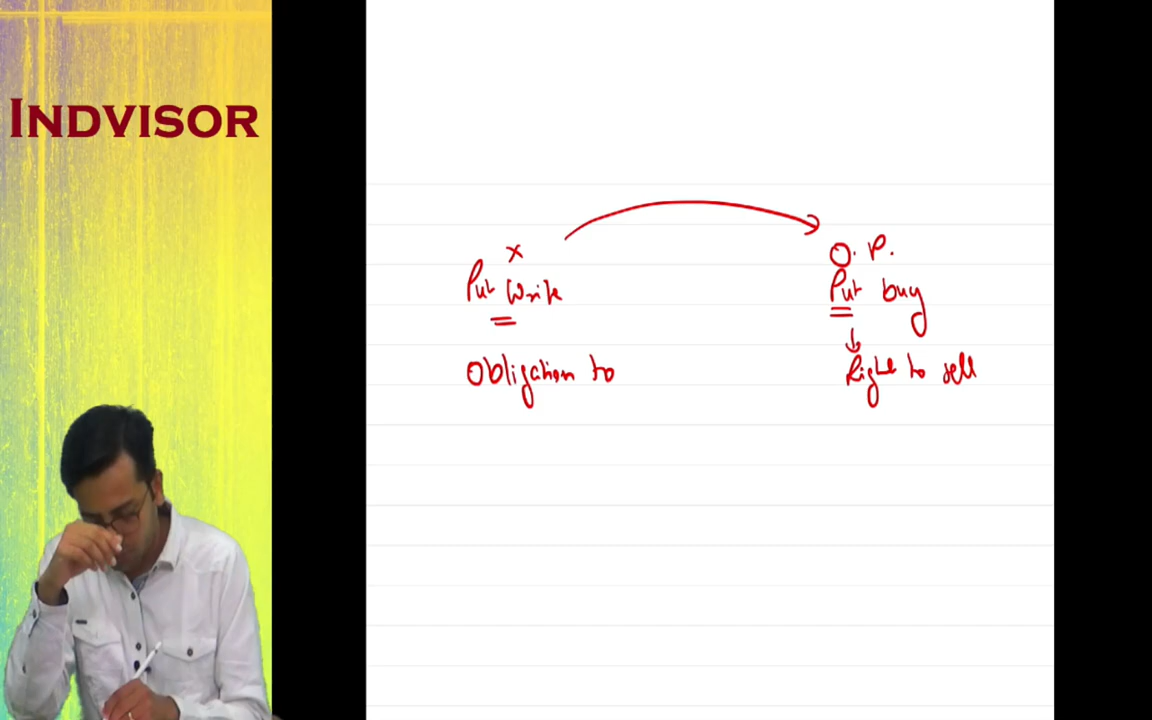 INDVISOR
x
Put Write
Obligation to
O. P.
Put buy
Right to sell